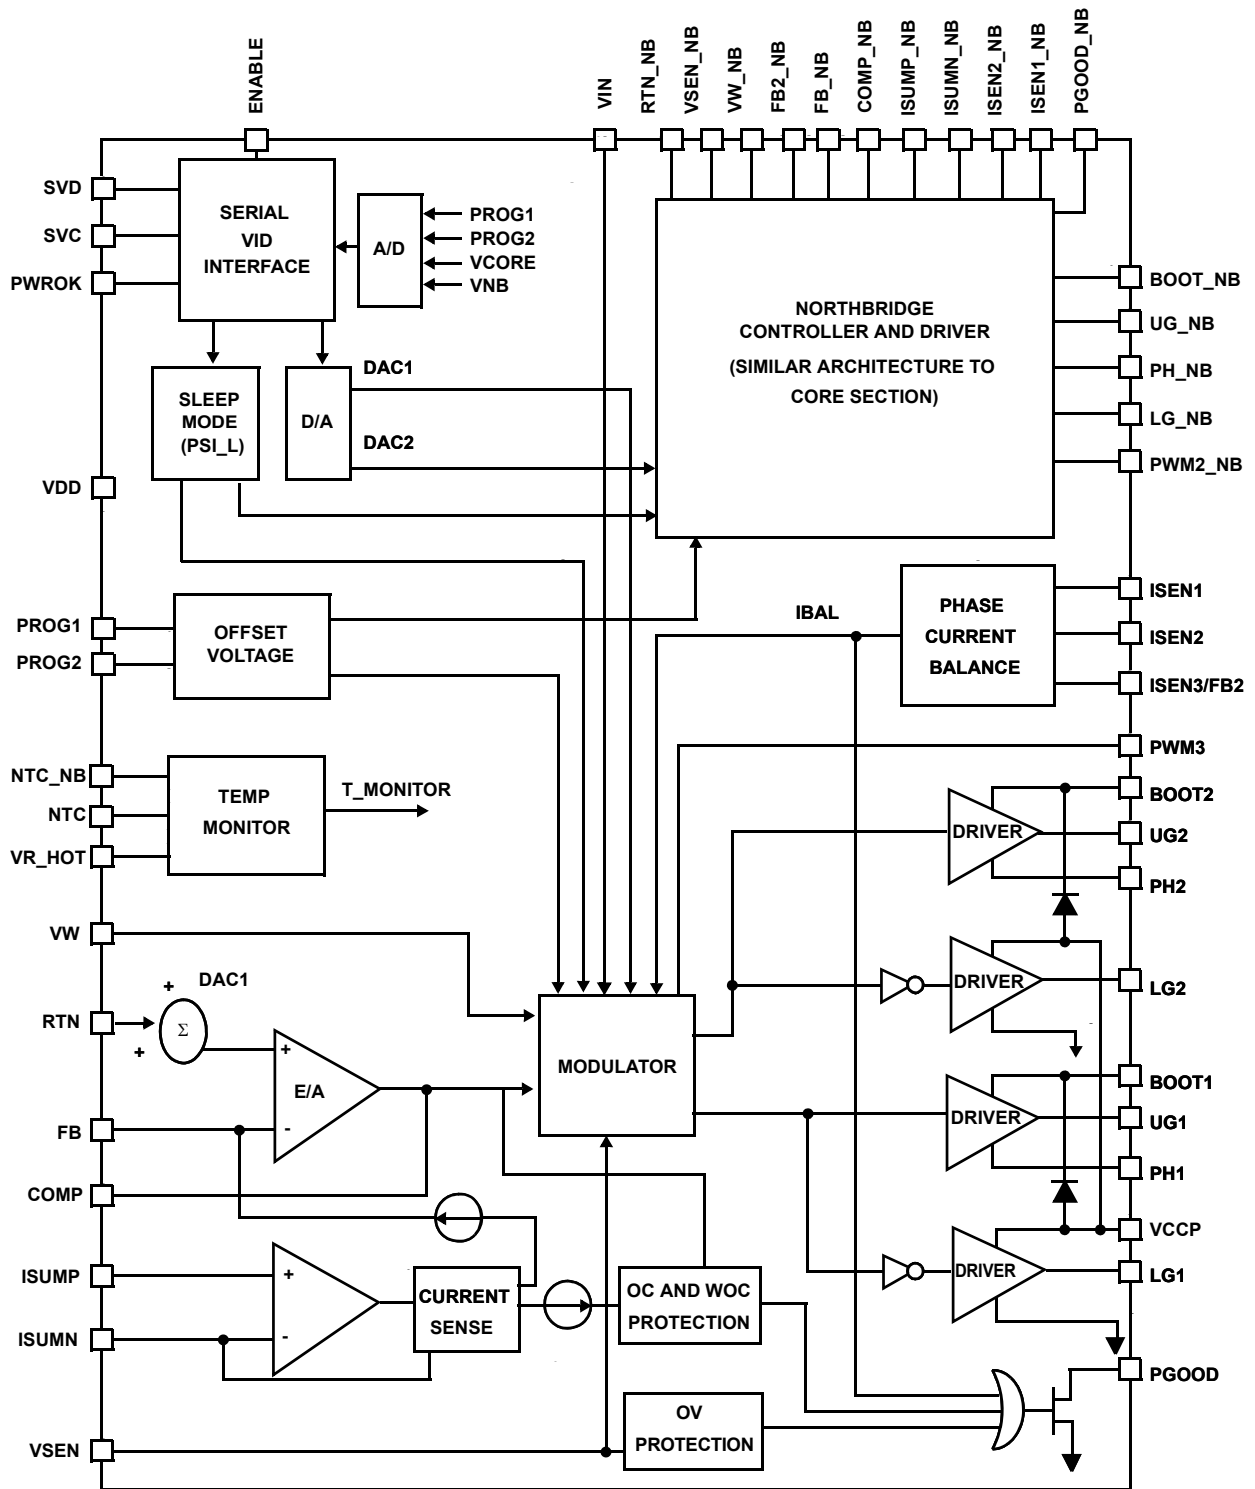 ENABLE
VIN
RTN_NB
VSEN_NB
VW_NB
FB2_NB
FB_NB
COMP_NB
ISUMP_NB
ISUMN_NB
ISEN2_NB
ISEN1_NB
PGOOD_NB
SVD
SVC
PWROK
SERIAL
VID
INTERFACE
A/D
PROG1
PROG2
VCORE
VNB
NORTHBRIDGE
CONTROLLER AND DRIVER
(SIMILAR ARCHITECTURE TO
CORE SECTION)
BOOT_NB
UG_NB
PH_NB
LG_NB
PWM2_NB
SLEEP
MODE
(PSI_L)
D/A
DAC1
DAC2
VDD
PROG1
PROG2
OFFSET
VOLTAGE
IBAL
PHASE
CURRENT
BALANCE
ISEN1
ISEN2
ISEN3/FB2
PWM3
NTC_NB
NTC
VR_HOT
TEMP
MONITOR
T_MONITOR
BOOT2
DRIVER
UG2
PH2
VW
DAC1
+
RTN
Σ
+
+
E/A
-
FB
COMP
MODULATOR
DRIVER
LG2
BOOT1
DRIVER
UG1
PH1
VCCP
DRIVER
LG1
ISUMP
+
ISUMN
-
CURRENT
SENSE
OC AND WOC
PROTECTION
PGOOD
VSEN
OV
PROTECTION